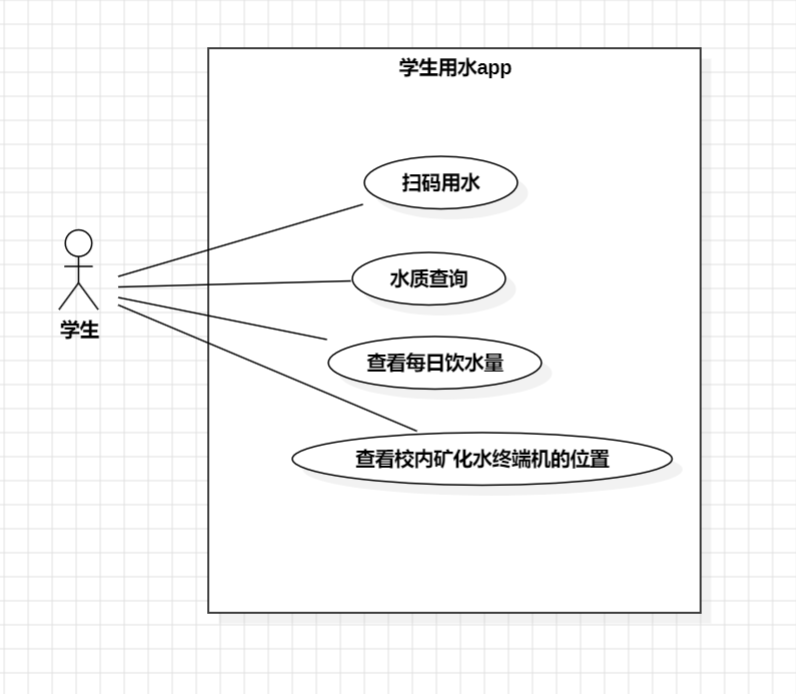 学生用水app
扫码用水
水质查询
学生
查看每日饮水量
查看校内矿化水终端机的位置